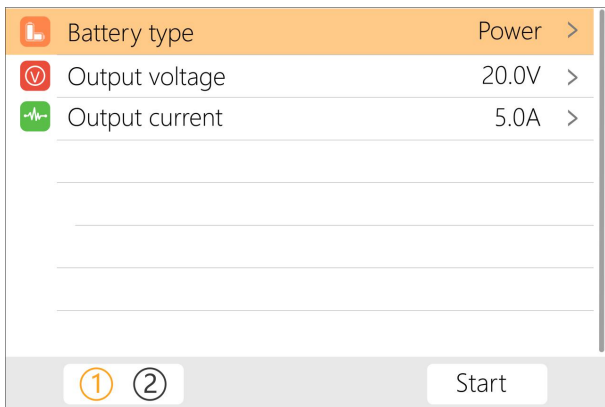 Battery type Power >
Output voltage 20.0V >
Output current 5.0A >
1 2 Start